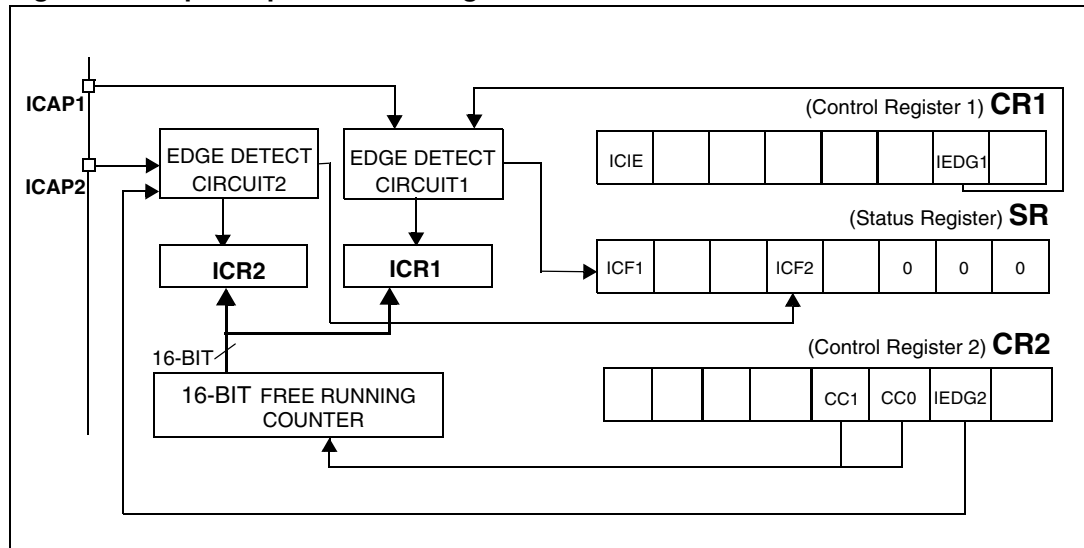 ICAP1
ICAP2
EDGE DETECT
CIRCUIT2
EDGE DETECT
CIRCUIT1
ICR2
ICR1
16-BIT
16-BIT FREE RUNNING
COUNTER
(Control Register 1) CR1
ICIE IEDG1
(Status Register) SR
ICF1 ICF2 0 0 0
(Control Register 2) CR2
CC1 CC0 IEDG2